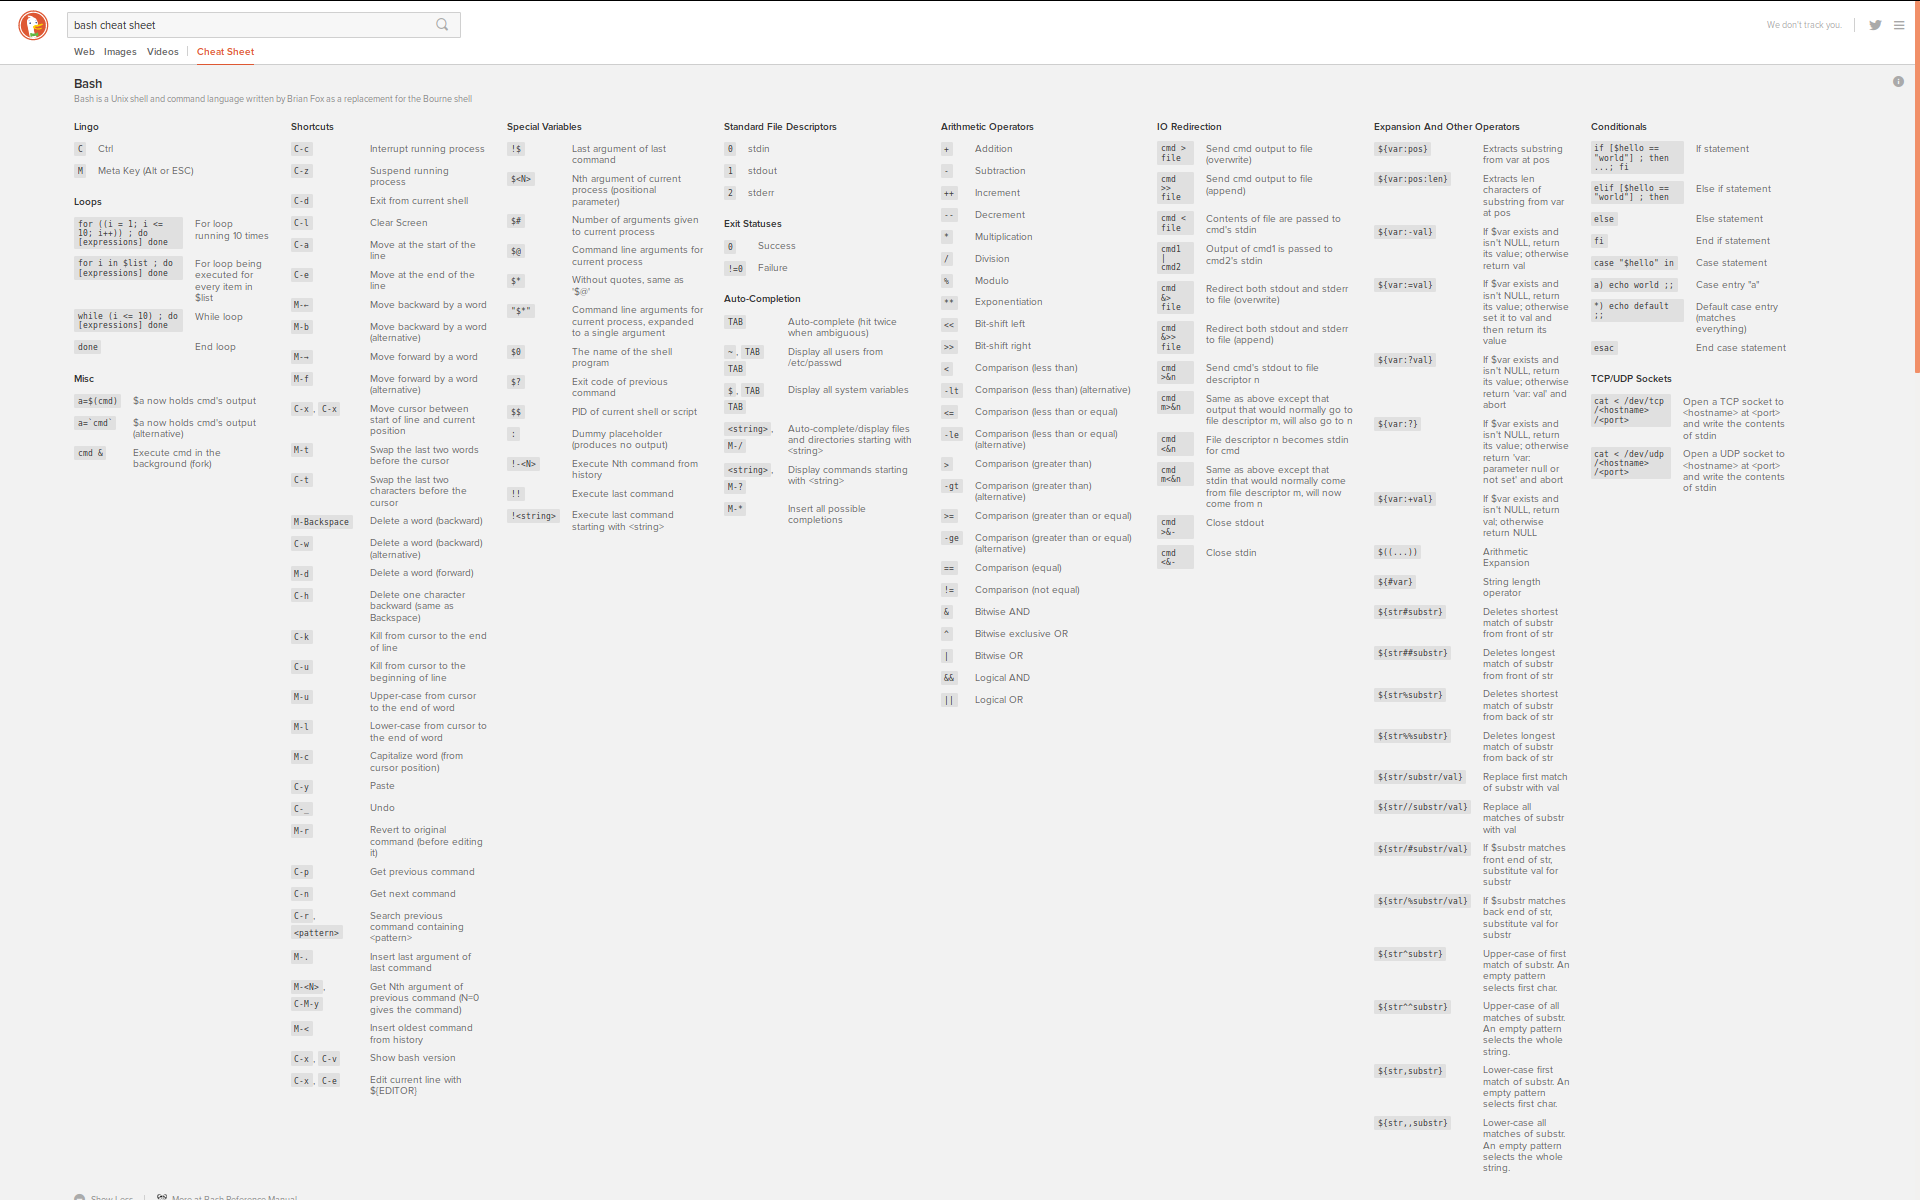 bash cheat sheet
We don't track you.
Web Images Videos Cheat Sheet
Bash
Bash is a Unix shell and command language written by Brian Fox as a replacement for the Bourne shell
Lingo
C Ctrl
M Meta Key (Alt or ESC)
Loops
for ((i = 1; i <=
10; i++)) ; do
[expressions] done
For loop
running 10 times
for i in $list ; do
[expressions] done
For loop being
executed for
every item in
$list
while (i <= 10) ; do
[expressions] done
While loop
done End loop
Misc
a=$(cmd) $a now holds cmd's output
a=`cmd` $a now holds cmd's output
(alternative)
cmd & Execute cmd in the
background (fork)
Shortcuts
C-c Interrupt running process
C-z Suspend running
process
C-d Exit from current shell
C-l Clear Screen
C-a Move at the start of the
line
C-e Move at the end of the
line
M-← Move backward by a word
M-b Move backward by a word
(alternative)
M-→ Move forward by a word
M-f Move forward by a word
(alternative)
C-x, C-x Move cursor between
start of line and current
position
M-t Swap the last two words
before the cursor
C-t Swap the last two
characters before the
cursor
M-Backspace Delete a word (backward)
C-w Delete a word (backward)
(alternative)
M-d Delete a word (forward)
C-h Delete one character
backward (same as
Backspace)
C-k Kill from cursor to the end
of line
C-u Kill from cursor to the
beginning of line
M-u Upper-case from cursor
to the end of word
M-l Lower-case from cursor to
the end of word
M-c Capitalize word (from
cursor position)
C-y Paste
C-_ Undo
M-r Revert to original
command (before editing
it)
C-p Get previous command
C-n Get next command
C-r,
<pattern>
Search previous
command containing
<pattern>
M-. Insert last argument of
last command
M-<N>,
C-M-y
Get Nth argument of
previous command (N=0
gives the command)
M-< Insert oldest command
from history
C-x, C-v Show bash version
C-x, C-e Edit current line with
${EDITOR}
Special Variables
!$ Last argument of last
command
$<N> Nth argument of current
process (positional
parameter)
$# Number of arguments given
to current process
$@ Command line arguments for
current process
$* Without quotes, same as
'$@'
"$*" Command line arguments for
current process, expanded
to a single argument
$0 The name of the shell
program
$? Exit code of previous
command
$$ PID of current shell or script
: Dummy placeholder
(produces no output)
!-<N> Execute Nth command from
history
!! Execute last command
!<string> Execute last command
starting with <string>
Standard File Descriptors
0 stdin
1 stdout
2 stderr
Exit Statuses
0 Success
!=0 Failure
Auto-Completion
TAB Auto-complete (hit twice
when ambiguous)
~, TAB
TAB
Display all users from
/etc/passwd
$, TAB
TAB
Display all system variables
<string>,
M-/
Auto-complete/display files
and directories starting with
<string>
<string>,
M-?
Display commands starting
with <string>
M-* Insert all possible
completions
Arithmetic Operators
+ Addition
- Subtraction
++ Increment
-- Decrement
* Multiplication
/ Division
% Modulo
** Exponentiation
<< Bit-shift left
>> Bit-shift right
< Comparison (less than)
-lt Comparison (less than) (alternative)
<= Comparison (less than or equal)
-le Comparison (less than or equal)
(alternative)
> Comparison (greater than)
-gt Comparison (greater than)
(alternative)
>= Comparison (greater than or equal)
-ge Comparison (greater than or equal)
(alternative)
== Comparison (equal)
!= Comparison (not equal)
& Bitwise AND
^ Bitwise exclusive OR
| Bitwise OR
&& Logical AND
|| Logical OR
IO Redirection
cmd >
file
Send cmd output to file
(overwrite)
cmd
>>
file
Send cmd output to file
(append)
cmd <
file
Contents of file are passed to
cmd's stdin
cmd1
|
cmd2
Output of cmd1 is passed to
cmd2's stdin
cmd
&>
file
Redirect both stdout and stderr
to file (overwrite)
cmd
&>>
file
Redirect both stdout and stderr
to file (append)
cmd
>&n
Send cmd's stdout to file
descriptor n
cmd
m>&n
Same as above except that
output that would normally go to
file descriptor m, will also go to n
cmd
<&n
File descriptor n becomes stdin
for cmd
cmd
m<&n
Same as above except that
stdin that would normally come
from file descriptor m, will now
come from n
cmd
>&-
Close stdout
cmd
<&-
Close stdin
Expansion And Other Operators
${var:pos} Extracts substring
from var at pos
${var:pos:len} Extracts len
characters of
substring from var
at pos
${var:-val} If $var exists and
isn't NULL, return
its value; otherwise
return val
${var:=val} If $var exists and
isn't NULL, return
its value; otherwise
set it to val and
then return its
value
${var:?val} If $var exists and
isn't NULL, return
its value; otherwise
return 'var: val' and
abort
${var:?} If $var exists and
isn't NULL, return
its value; otherwise
return 'var:
parameter null or
not set' and abort
${var:+val} If $var exists and
isn't NULL, return
val; otherwise
return NULL
$((...)) Arithmetic
Expansion
${#var} String length
operator
${str#substr} Deletes shortest
match of substr
from front of str
${str##substr} Deletes longest
match of substr
from front of str
${str%substr} Deletes shortest
match of substr
from back of str
${str%%substr} Deletes longest
match of substr
from back of str
${str/substr/val} Replace first match
of substr with val
${str//substr/val} Replace all
matches of substr
with val
${str/#substr/val} If $substr matches
front end of str,
substitute val for
substr
${str/%substr/val} If $substr matches
back end of str,
substitute val for
substr
${str^substr} Upper-case of first
match of substr. An
empty pattern
selects first char.
${str^^substr} Upper-case of all
matches of substr.
An empty pattern
selects the whole
string.
${str,substr} Lower-case first
match of substr. An
empty pattern
selects first char.
${str,,substr} Lower-case all
matches of substr.
An empty pattern
selects the whole
string.
Conditionals
if [$hello ==
"world"] ; then
...; fi
If statement
elif [$hello ==
"world"] ; then
Else if statement
else Else statement
fi End if statement
case "$hello" in Case statement
a) echo world ;; Case entry "a"
*) echo default
;;
Default case entry
(matches
everything)
esac End case statement
TCP/UDP Sockets
cat < /dev/tcp
/<hostname>
/<port>
Open a TCP socket to
<hostname> at <port>
and write the contents
of stdin
cat < /dev/udp
/<hostname>
/<port>
Open a UDP socket to
<hostname> at <port>
and write the contents
of stdin
Show Less More at Bash Reference Manual